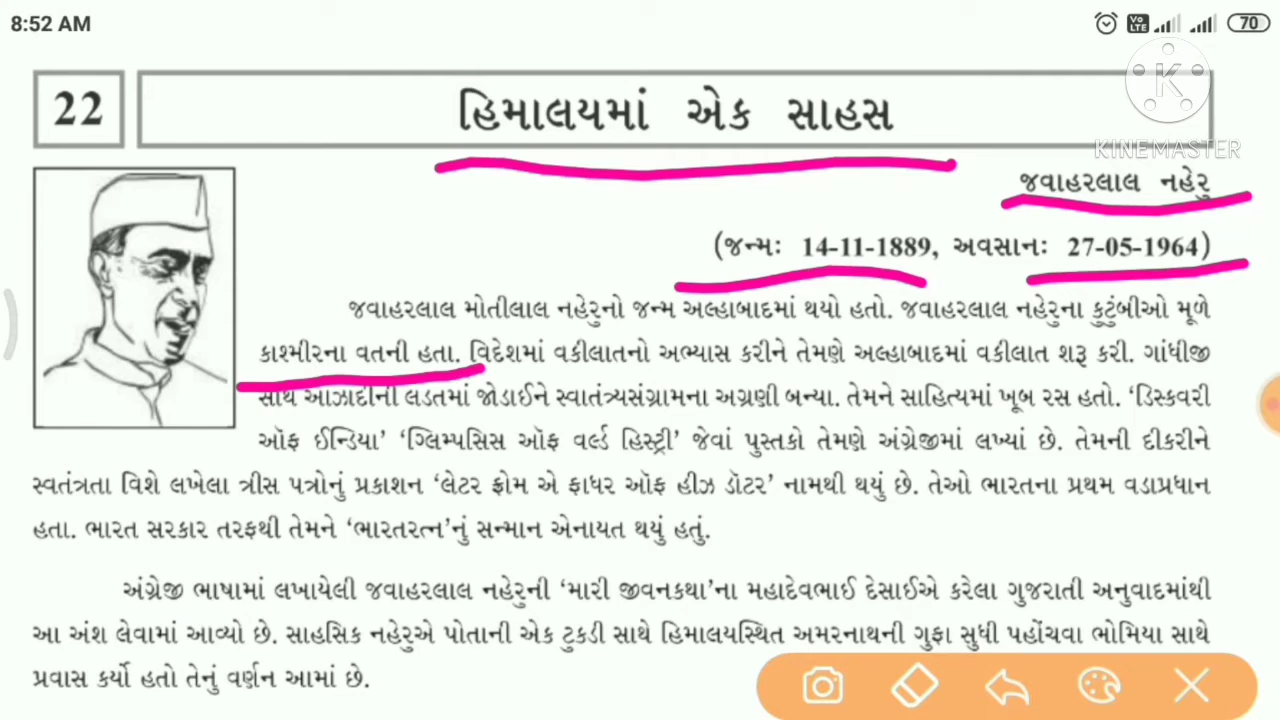 8:52 AM
Vo LTE
70
22
હિમાલયમાં એક સાહસ
K
KINEMASTER
જવાહરલાલ નહેરુ
(જન્મઃ 14-11-1889, અવસાનઃ 27-05-1964)
જવાહરલાલ મોતીલાલ નહેરુનો જન્મ અલ્હાબાદમાં થયો હતો. જવાહરલાલ નહેરુના કુટુંબીઓ મૂળે
કાશ્મીરના વતની હતા. વિદેશમાં વકીલાતનો અભ્યાસ કરીને તેમણે અલ્હાબાદમાં વકીલાત શરૂ કરી. ગાંધીજી
સાથે આઝાદીની લડતમાં જોડાઈને સ્વાતંત્ર્યસંગ્રામના અગ્રણી બન્યા. તેમને સાહિત્યમાં ખૂબ રસ હતો. ‘ડિસ્કવરી
ઑફ ઈન્ડિયા’ ‘ગ્લિમ્પસિસ ઑફ વર્લ્ડ હિસ્ટ્રી’ જેવાં પુસ્તકો તેમણે અંગ્રેજીમાં લખ્યાં છે. તેમની દીકરીને
સ્વતંત્રતા વિશે લખેલા ત્રીસ પત્રોનું પ્રકાશન ‘લેટર ફ્રોમ એ ફાધર ઑફ હીઝ ડૉટર’ નામથી થયું છે. તેઓ ભારતના પ્રથમ વડાપ્રધાન
હતા. ભારત સરકાર તરફથી તેમને ‘ભારતરત્ન’નું સન્માન એનાયત થયું હતું.
અંગ્રેજી ભાષામાં લખાયેલી જવાહરલાલ નહેરુની ‘મારી જીવનકથા’ના મહાદેવભાઈ દેસાઈએ કરેલા ગુજરાતી અનુવાદમાંથી
આ અંશ લેવામાં આવ્યો છે. સાહસિક નહેરુએ પોતાની એક ટુકડી સાથે હિમાલયસ્થિત અમરનાથની ગુફા સુધી પહોંચવા ભોમિયા સાથે
પ્રવાસ કર્યો હતો તેનું વર્ણન આમાં છે.